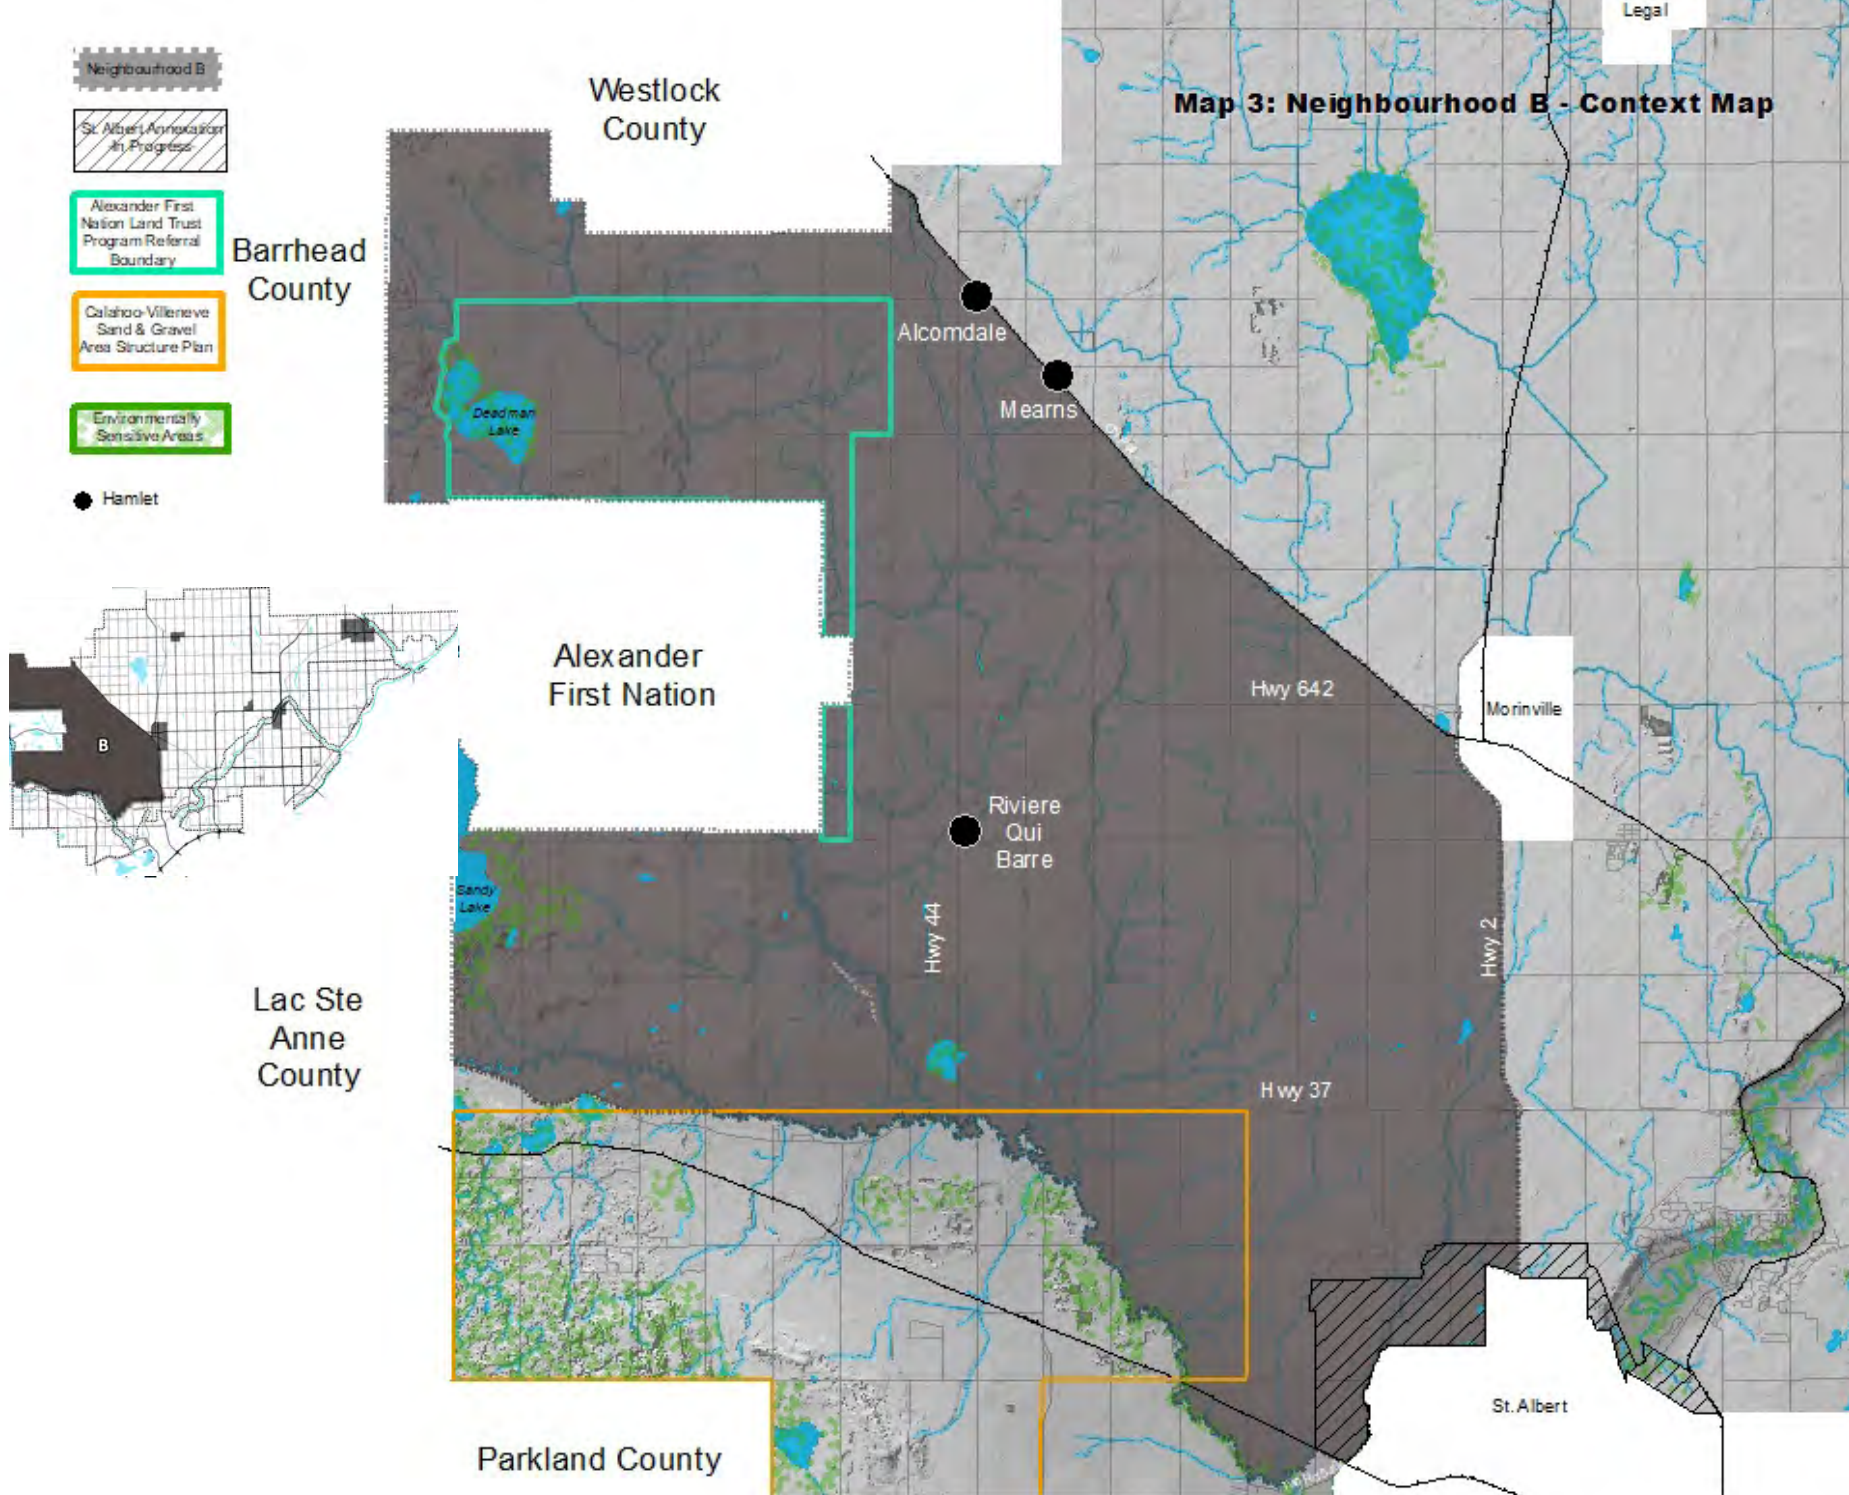 Legal
Map 3: Neighbourhood B - Context Map
Neighbourhood B
St. Albert Annexation
-In Progress-
Alexander First
Nation Land Trust
Program Referral
Boundary
Calahoo-Villeneve
Sand & Gravel
Area Structure Plan
Environmentally
Sensitive Areas
Hamlet
Westlock
County
Barrhead
County
Alcomdale
Mearns
Deadman
Lake
Alexander
First Nation
B
Hwy 642
Morinville
Riviere
Qui
Barre
Sandy
Lake
Hwy 44
Hwy 2
Lac Ste
Anne
County
Hwy 37
St. Albert
Parkland County